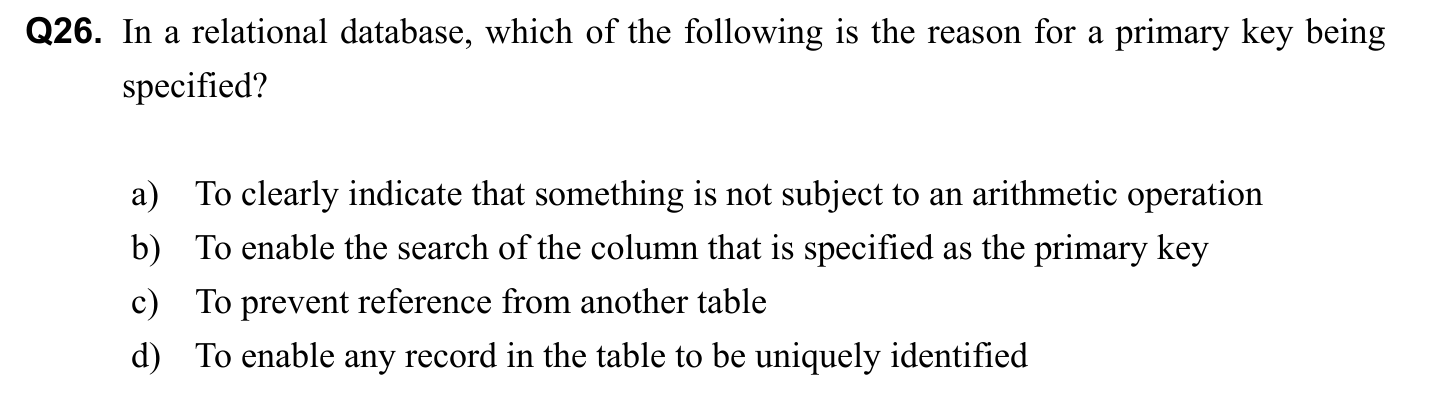 Q26. In a relational database, which of the following is the reason for a primary key being
specified?
a) To clearly indicate that something is not subject to an arithmetic operation
b) To enable the search of the column that is specified as the primary key
c) To prevent reference from another table
d) To enable any record in the table to be uniquely identified